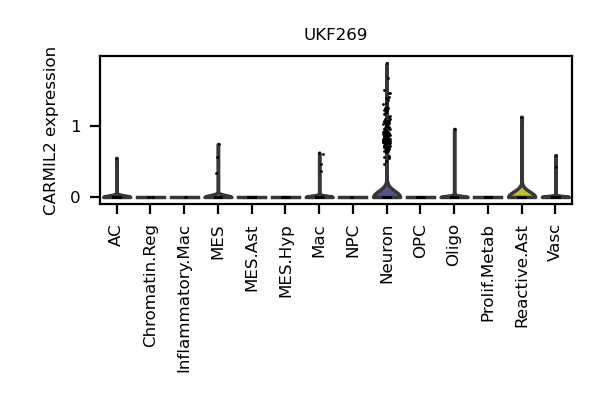 UKF269
CARMIL2 expression
1
0
AC
Chromatin.Reg
Inflammatory.Mac
MES
MES.Ast
MES.Hyp
Mac
NPC
Neuron
OPC
Oligo
Prolif.Metab
Reactive.Ast
Vasc